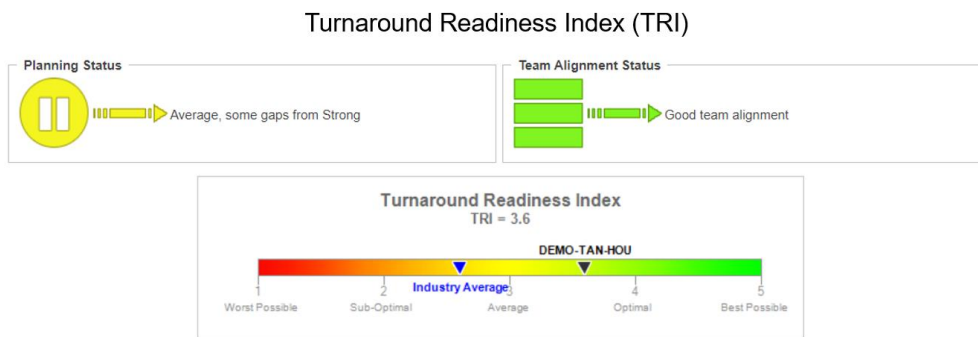 Turnaround Readiness Index (TRI)
Planning Status
Average, some gaps from Strong
Team Alignment Status
Good team alignment
Turnaround Readiness Index
TRI = 3.6
DEMO-TAN-HOU
Industry Average
1 2 3 4 5
Worst Possible Sub-Optimal Average Optimal Best Possible